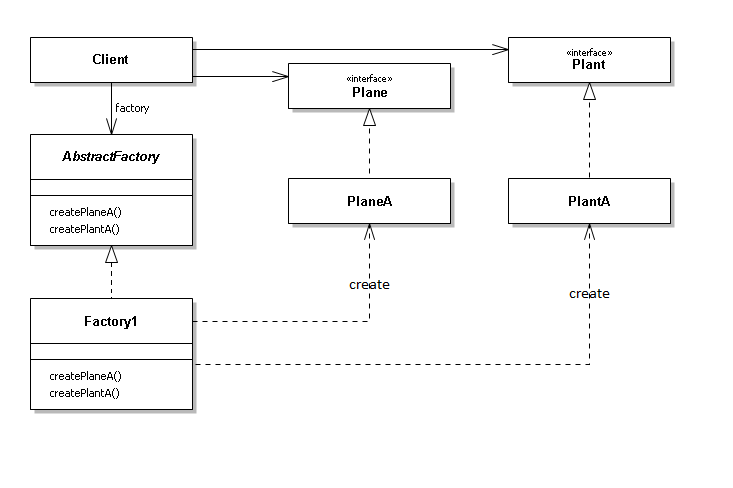 Client
«interface»
Plant
«interface»
Plane
factory
AbstractFactory
createPlaneA()
createPlantA()
PlaneA
PlantA
create
create
Factory1
createPlaneA()
createPlantA()